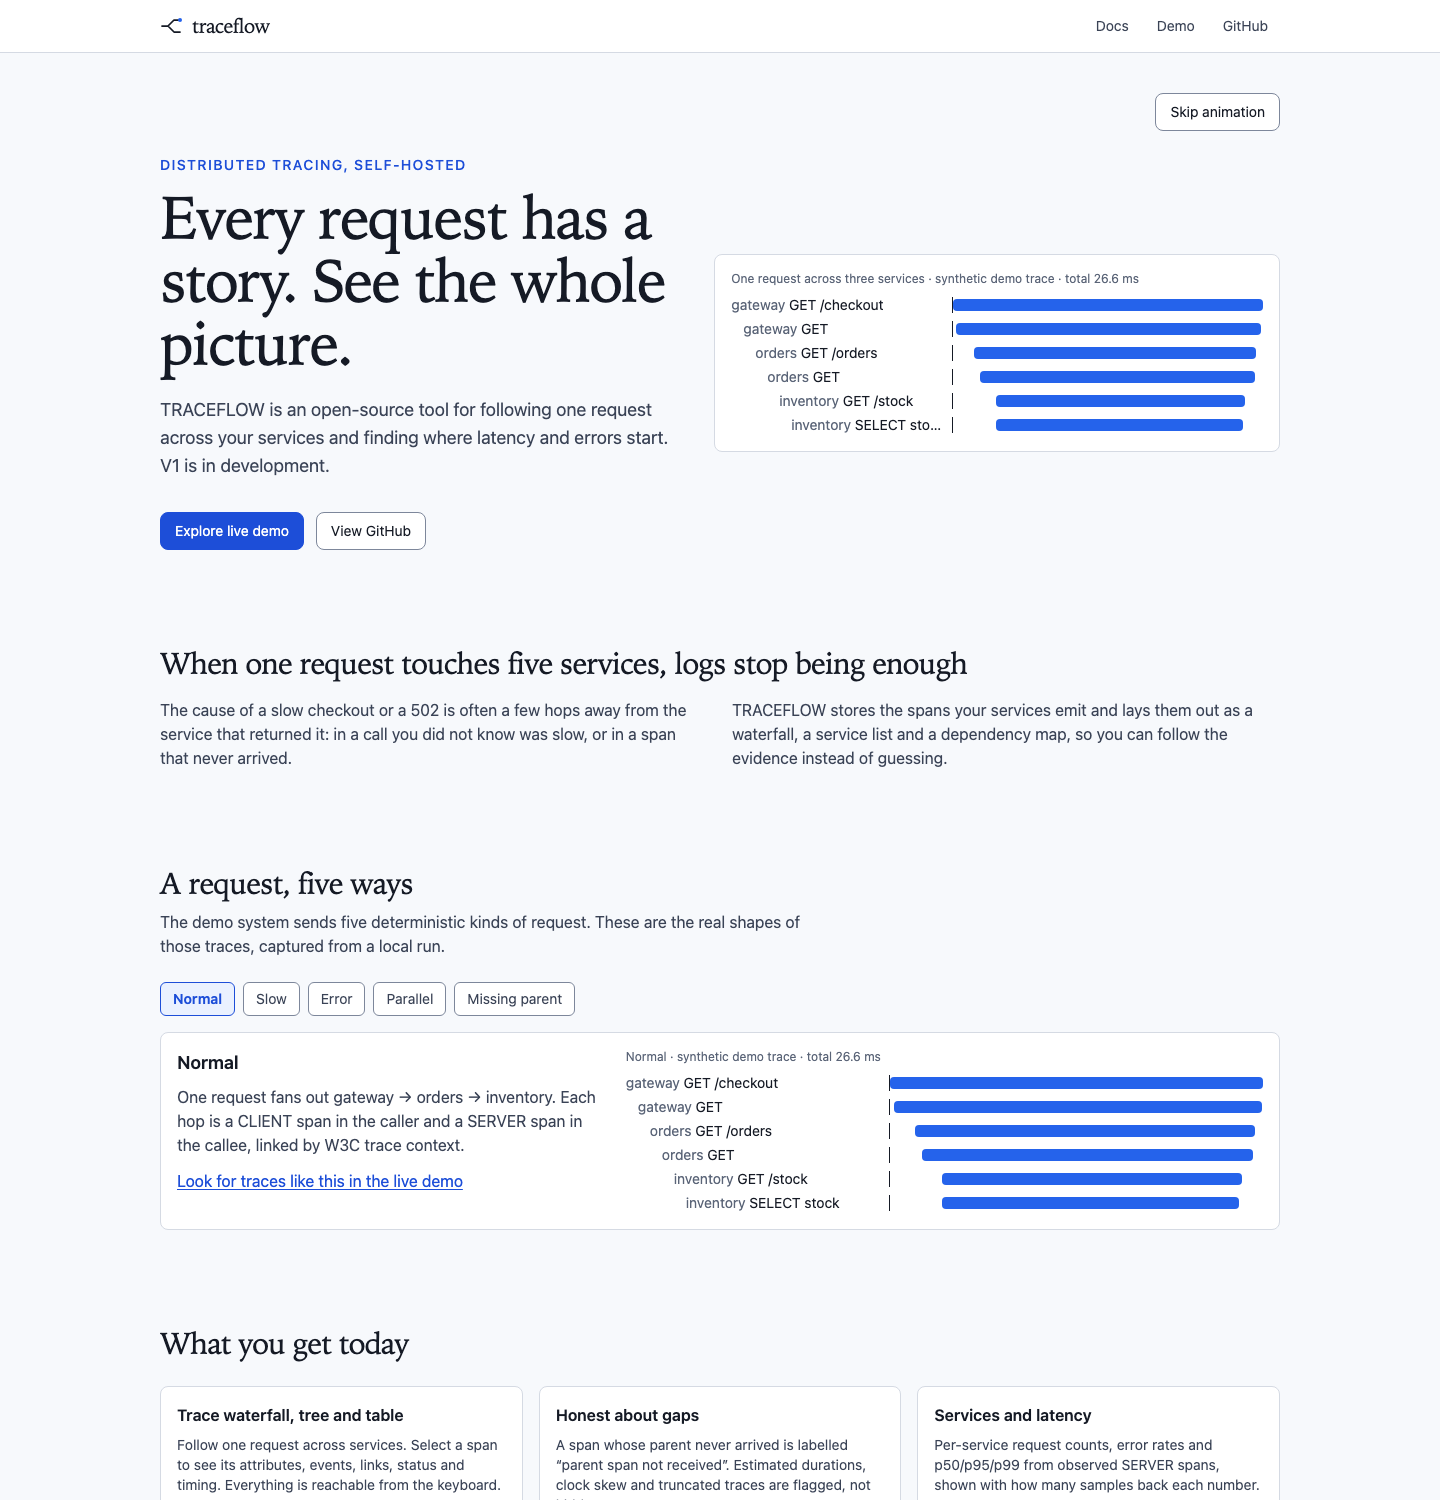 traceflow
Docs
Demo
GitHub
Skip animation
DISTRIBUTED TRACING, SELF-HOSTED
Every request has a
story. See the whole
picture.
TRACEFLOW is an open-source tool for following one request
across your services and finding where latency and errors start.
V1 is in development.
Explore live demo
View GitHub
One request across three services · synthetic demo trace · total 26.6 ms
gateway GET /checkout
gateway GET
orders GET /orders
orders GET
inventory GET /stock
inventory SELECT sto...
When one request touches five services, logs stop being enough
The cause of a slow checkout or a 502 is often a few hops away from the
service that returned it: in a call you did not know was slow, or in a span
that never arrived.
TRACEFLOW stores the spans your services emit and lays them out as a
waterfall, a service list and a dependency map, so you can follow the
evidence instead of guessing.
A request, five ways
The demo system sends five deterministic kinds of request. These are the real shapes of
those traces, captured from a local run.
Normal
Slow
Error
Parallel
Missing parent
Normal
One request fans out gateway → orders → inventory. Each
hop is a CLIENT span in the caller and a SERVER span in
the callee, linked by W3C trace context.
Look for traces like this in the live demo
Normal · synthetic demo trace · total 26.6 ms
gateway GET /checkout
gateway GET
orders GET /orders
orders GET
inventory GET /stock
inventory SELECT stock
What you get today
Trace waterfall, tree and table
Follow one request across services. Select a span
to see its attributes, events, links, status and
timing. Everything is reachable from the keyboard.
Honest about gaps
A span whose parent never arrived is labelled
“parent span not received”. Estimated durations,
clock skew and truncated traces are flagged, not
Services and latency
Per-service request counts, error rates and
p50/p95/p99 from observed SERVER spans,
shown with how many samples back each number.